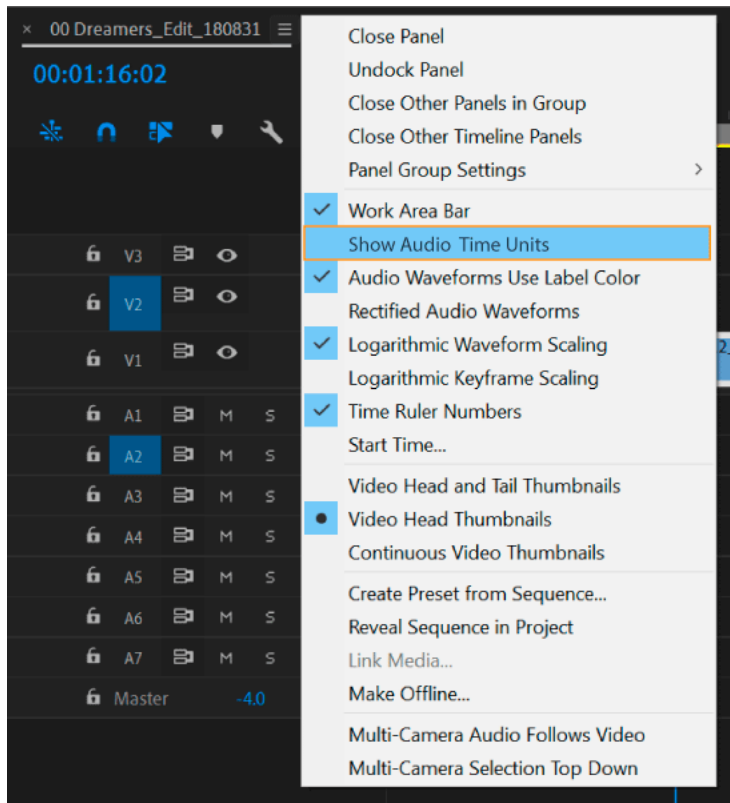 × 00 Dreamers_Edit_180831
00:01:16:02
V3
V2
V1
A1 M S
A2 M S
A3 M S
A4 M S
A5 M S
A6 M S
A7 M S
Master -4.0
Close Panel
Undock Panel
Close Other Panels in Group
Close Other Timeline Panels
Panel Group Settings
Work Area Bar
Show Audio Time Units
Audio Waveforms Use Label Color
Rectified Audio Waveforms
Logarithmic Waveform Scaling
Logarithmic Keyframe Scaling
Time Ruler Numbers
Start Time...
Video Head and Tail Thumbnails
Video Head Thumbnails
Continuous Video Thumbnails
Create Preset from Sequence...
Reveal Sequence in Project
Link Media...
Make Offline...
Multi-Camera Audio Follows Video
Multi-Camera Selection Top Down